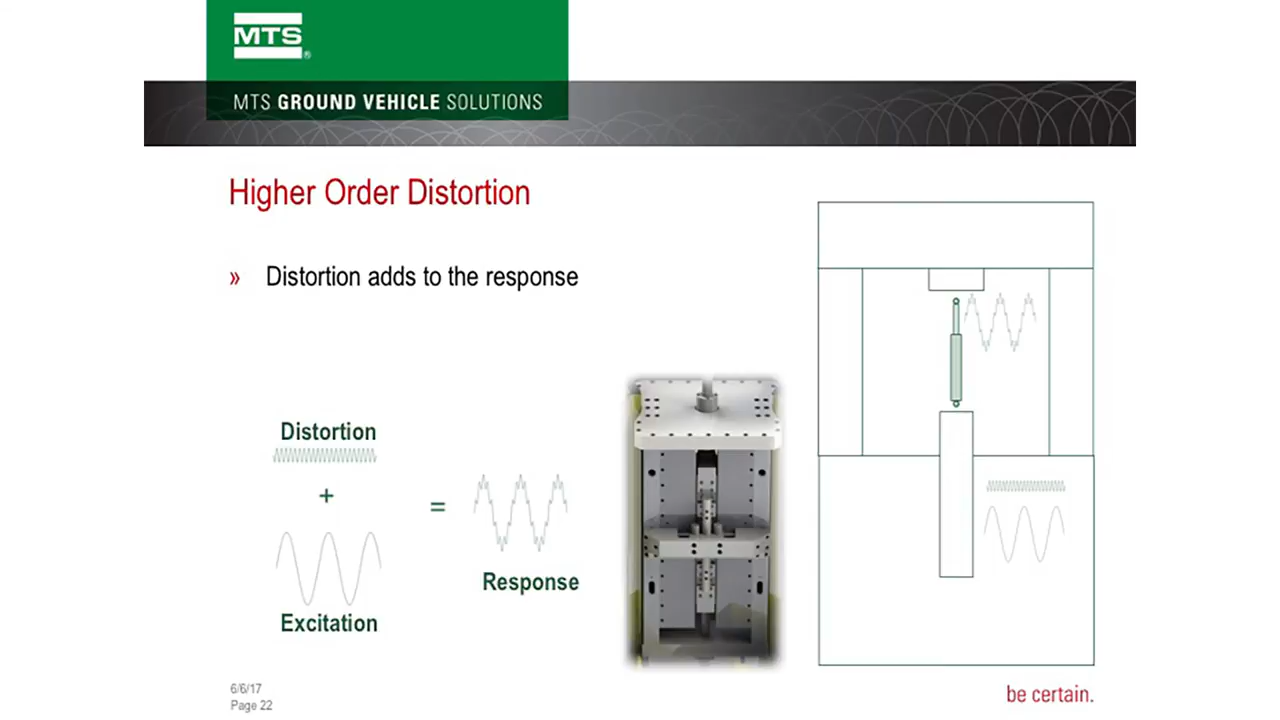 MTS®
MTS GROUND VEHICLE SOLUTIONS
Higher Order Distortion
» Distortion adds to the response
Distortion
+
=
Response
Excitation
6/6/17
Page 22
be certain.